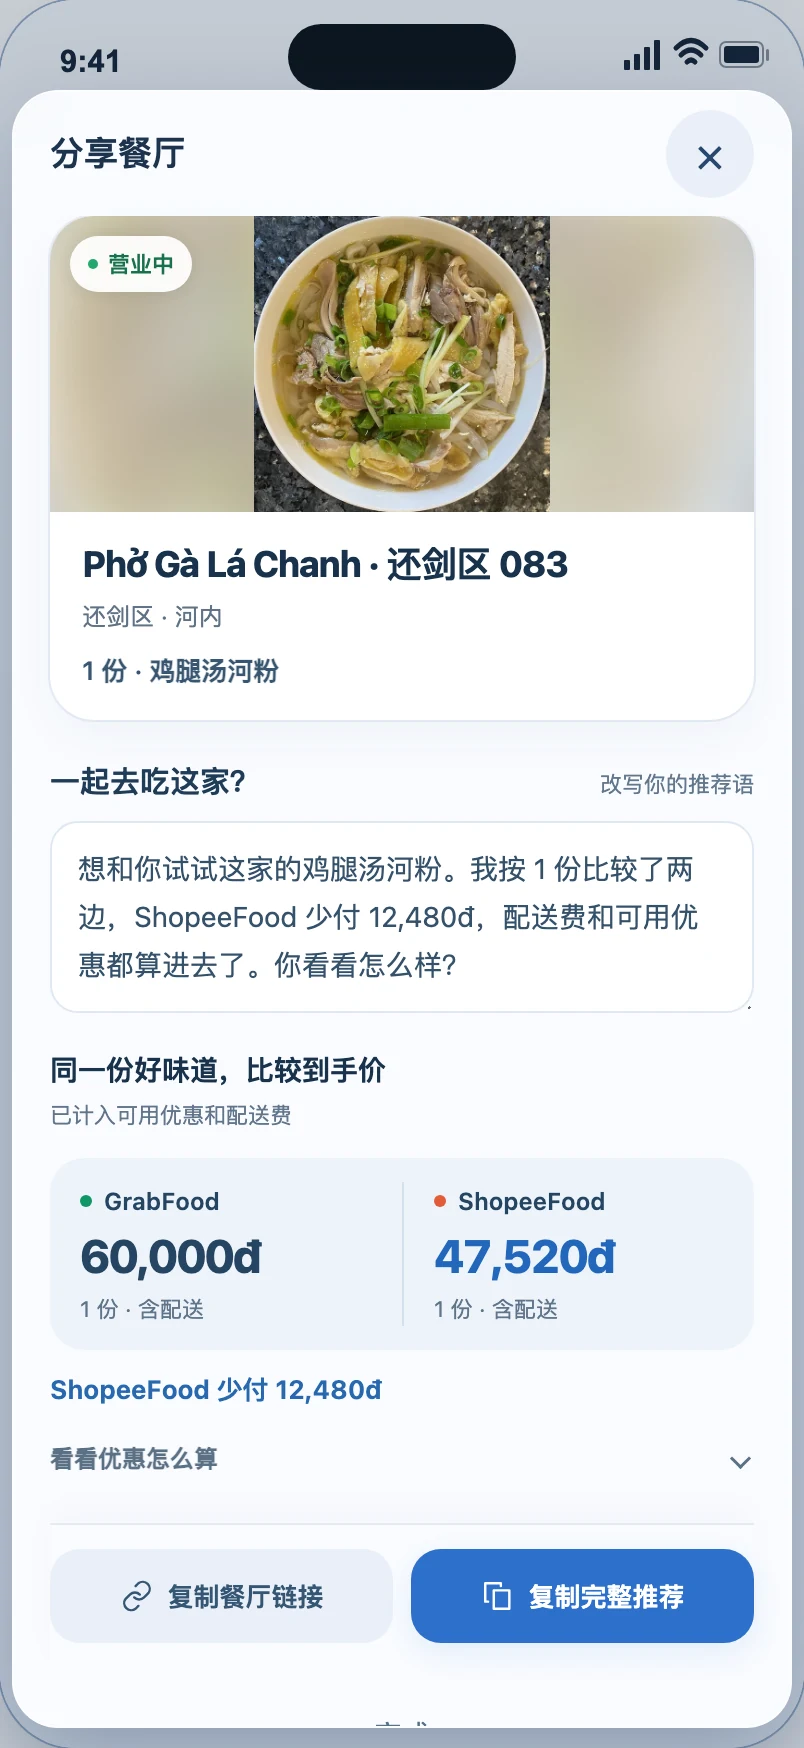 9:41
分享餐厅
营业中
Phở Gà Lá Chanh · 还剑区 083
还剑区 · 河内
1 份 · 鸡腿汤河粉
一起去吃这家?
改写你的推荐语
想和你试试这家的鸡腿汤河粉。我按 1 份比较了两
边，ShopeeFood 少付 12,480đ，配送费和可用优
惠都算进去了。你看看怎么样?
同一份好味道，比较到手价
已计入可用优惠和配送费
GrabFood
60,000đ
1 份 · 含配送
ShopeeFood
47,520đ
1 份 · 含配送
ShopeeFood 少付 12,480đ
看看优惠怎么算
复制餐厅链接
复制完整推荐